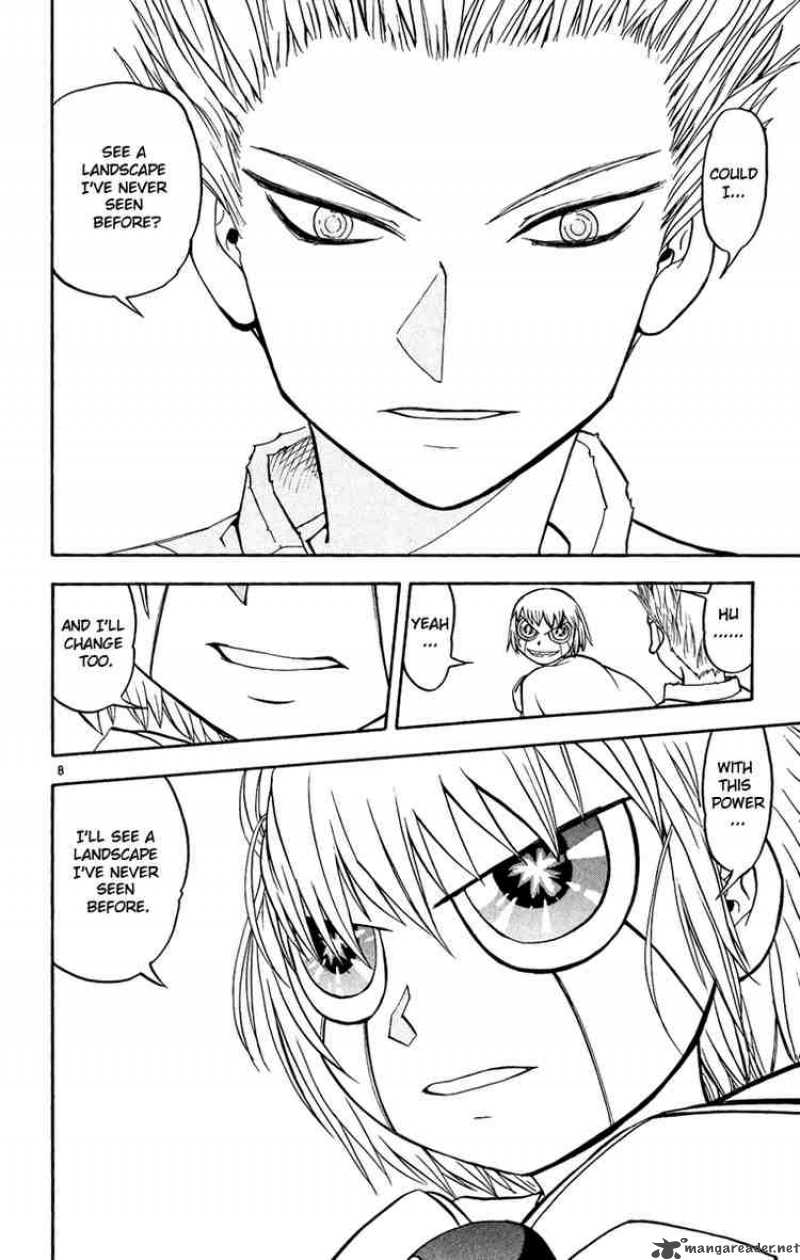 COULD
I...
SEE A
LANDSCAPE
I'VE NEVER
SEEN
BEFORE?
HU
......
YEAH
...
AND I'LL
CHANGE
TOO.
WITH
THIS
POWER
...
I'LL SEE A
LANDSCAPE
I'VE NEVER
SEEN
BEFORE.
8
mangareader.net